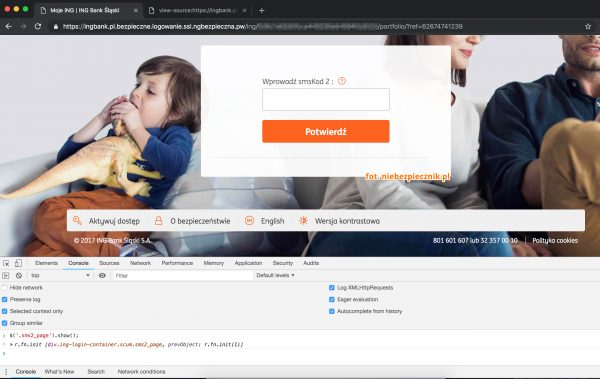 Moje ING | ING Bank Śląski
view-source:https://ingbank.p
https://ingbank.pl.bezpieczne.logowanie.ssl.ngbezpieczna.pw/ing/ /portfolio/?ref=62674741239
Wprowadź smsKod 2 : ?
Potwierdź
fot. niebezpiecznik.pl
Aktywuj dostęp O bezpieczeństwie English Wersja kontrastowa
© 2017 ING Bank Śląski S.A. 801 601 607 lub 32 357 00 10 | Polityka cookies
Elements Console Sources Network Performance Memory Application Security Audits
top Filter Default levels
Hide network Log XMLHttpRequests
Preserve log Eager evaluation
Selected context only Autocomplete from history
Group similar
> $('.sms2_page').show();
r.fn.init [div.ing-login-container.scum.sms2_page, prevObject: r.fn.init(1)]
>
Console What's New Search Network conditions